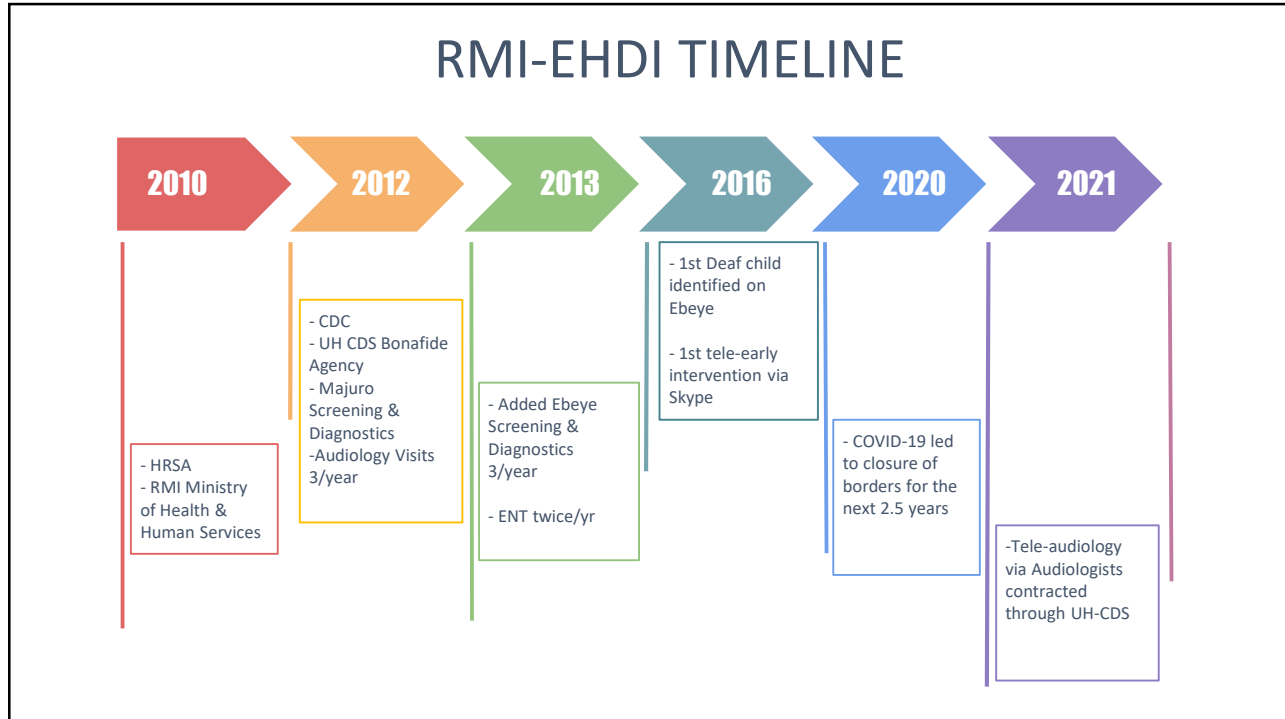 RMI-EHDI TIMELINE
2010
2012
2013
2016
2020
2021
- HRSA
- RMI Ministry
of Health &
Human Services
- CDC
- UH CDS Bonafide
Agency
- Majuro
Screening &
Diagnostics
-Audiology Visits
3/year
- Added Ebeye
Screening &
Diagnostics
3/year
- ENT twice/yr
- 1st Deaf child
identified on
Ebeye
- 1st tele-early
intervention via
Skype
- COVID-19 led
to closure of
borders for the
next 2.5 years
-Tele-audiology
via Audiologists
contracted
through UH-CDS